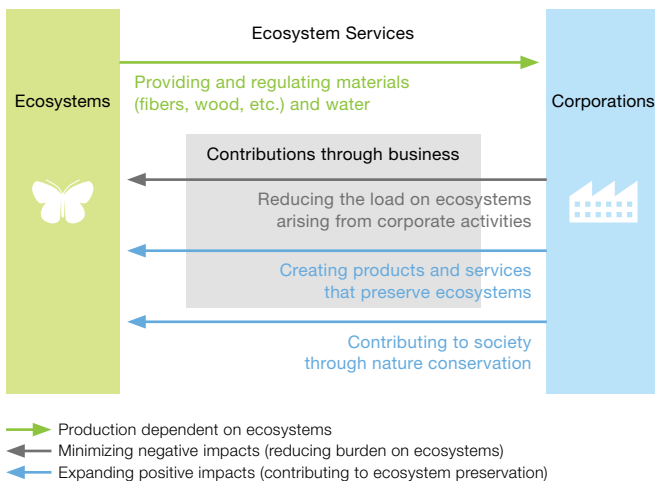 Ecosystem Services
Providing and regulating materials
(fibers, wood, etc.) and water
Ecosystems
Corporations
Contributions through business
Reducing the load on ecosystems
arising from corporate activities
Creating products and services
that preserve ecosystems
Contributing to society
through nature conservation
Production dependent on ecosystems
Minimizing negative impacts (reducing burden on ecosystems)
Expanding positive impacts (contributing to ecosystem preservation)